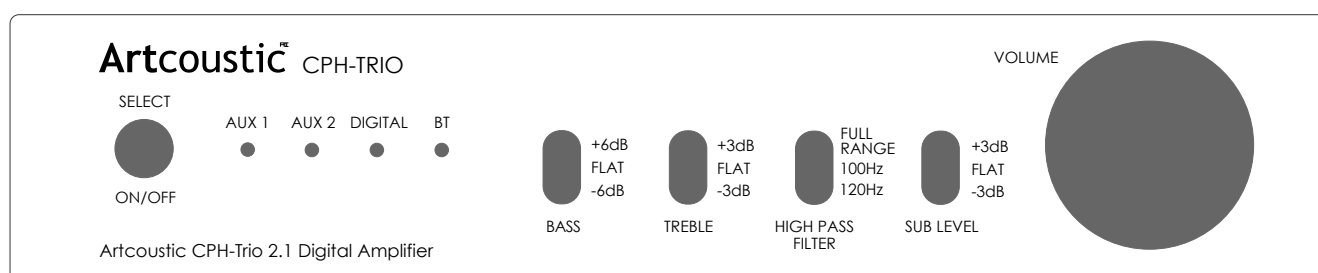 Artcoustic CPH-TRIO
VOLUME
SELECT
AUX 1 AUX 2 DIGITAL BT
ON/OFF
+6dB
FLAT
-6dB
BASS
+3dB
FLAT
-3dB
TREBLE
FULL
RANGE
100Hz
120Hz
HIGH PASS
FILTER
+3dB
FLAT
-3dB
SUB LEVEL
Artcoustic CPH-Trio 2.1 Digital Amplifier